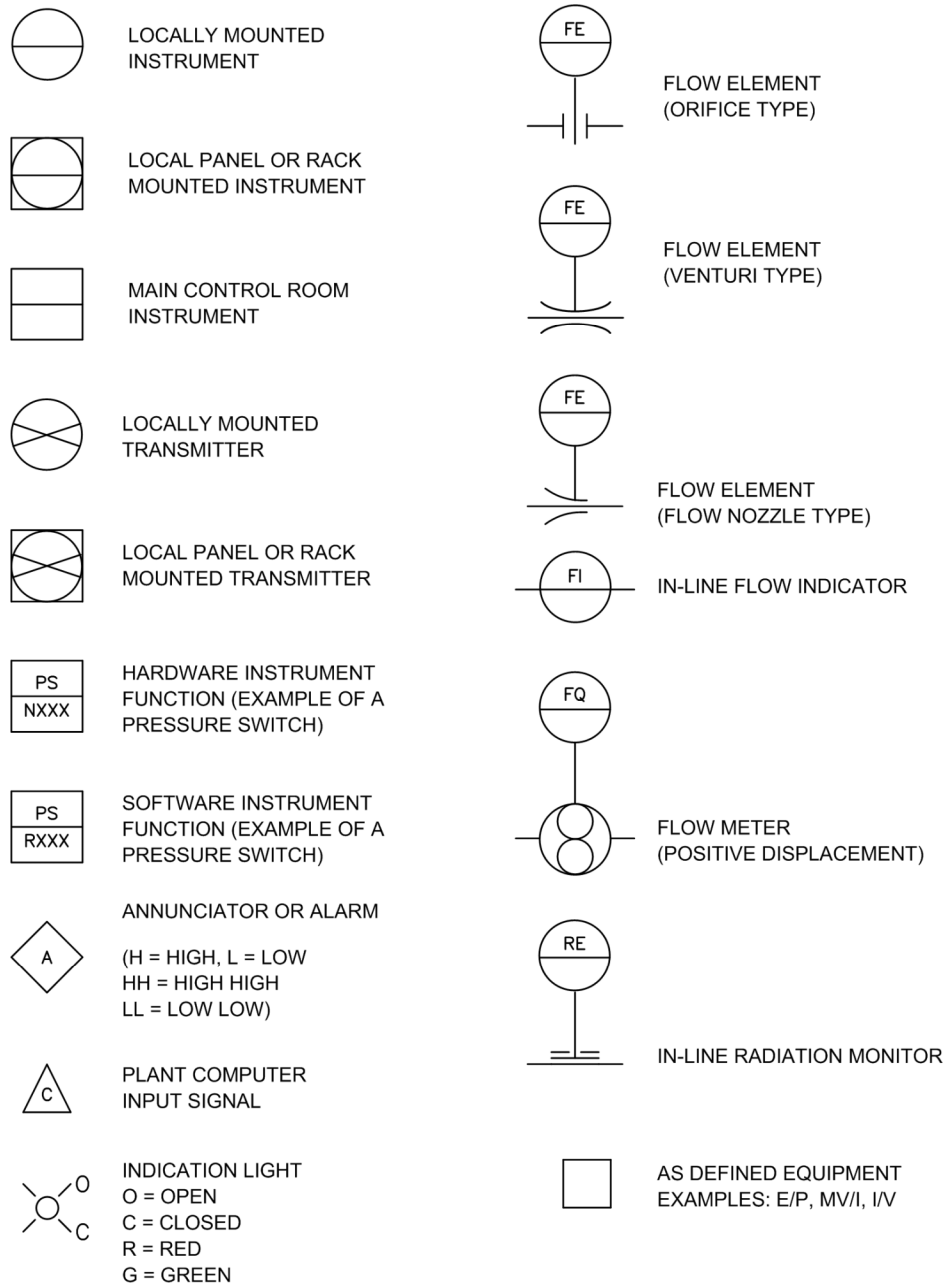 LOCALLY MOUNTED
INSTRUMENT
LOCAL PANEL OR RACK
MOUNTED INSTRUMENT
MAIN CONTROL ROOM
INSTRUMENT
LOCALLY MOUNTED
TRANSMITTER
LOCAL PANEL OR RACK
MOUNTED TRANSMITTER
PS
NXXX
HARDWARE INSTRUMENT
FUNCTION (EXAMPLE OF A
PRESSURE SWITCH)
PS
RXXX
SOFTWARE INSTRUMENT
FUNCTION (EXAMPLE OF A
PRESSURE SWITCH)
A
ANNUNCIATOR OR ALARM
(H = HIGH, L = LOW
HH = HIGH HIGH
LL = LOW LOW)
C
PLANT COMPUTER
INPUT SIGNAL
O
C
INDICATION LIGHT
O = OPEN
C = CLOSED
R = RED
G = GREEN
FE
FLOW ELEMENT
(ORIFICE TYPE)
FE
FLOW ELEMENT
(VENTURI TYPE)
FE
FLOW ELEMENT
(FLOW NOZZLE TYPE)
FI
IN-LINE FLOW INDICATOR
FQ
FLOW METER
(POSITIVE DISPLACEMENT)
RE
IN-LINE RADIATION MONITOR
AS DEFINED EQUIPMENT
EXAMPLES: E/P, MV/I, I/V